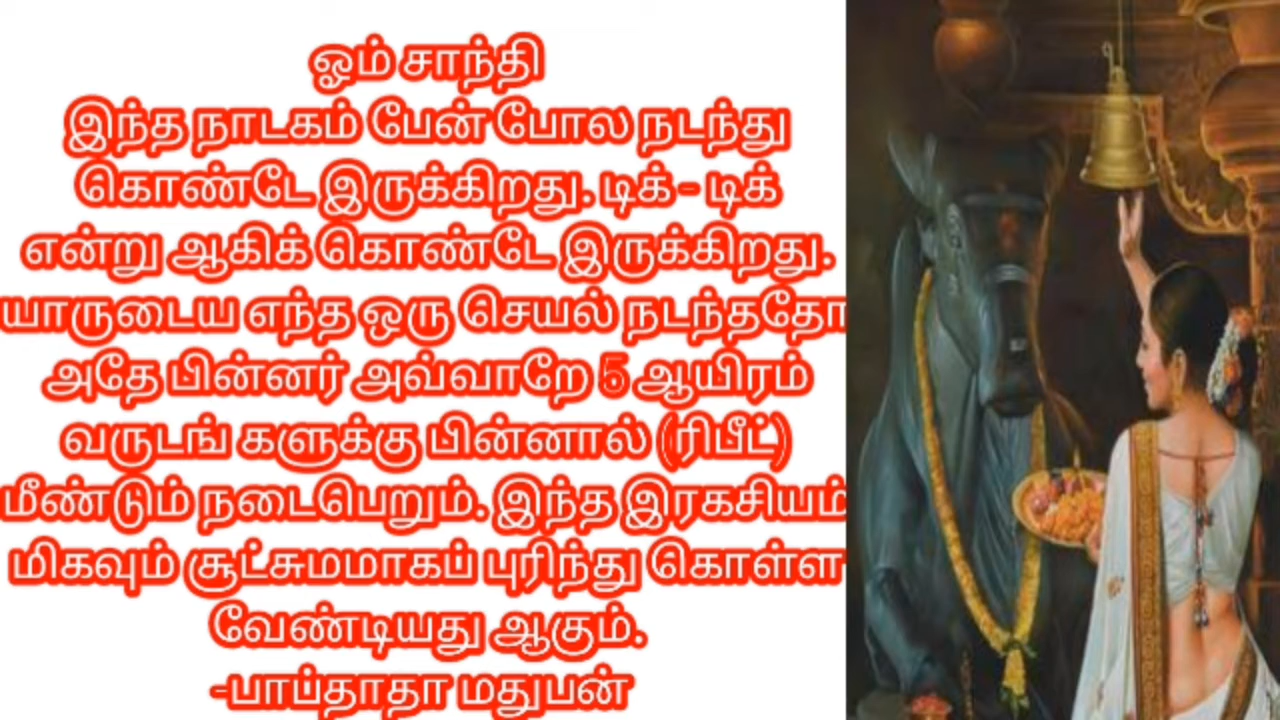 ஓம் சாந்தி
இந்த நாடகம் பேன் போல நடந்து
கொண்டே இருக்கிறது. டிக் - டிக்
என்று ஆகிக் கொண்டே இருக்கிறது.
யாருடைய எந்த ஒரு செயல் நடந்ததோ
அதே பின்னர் அவ்வாறே 5 ஆயிரம்
வருடங் களுக்கு பின்னால் (ரிபீட்)
மீண்டும் நடைபெறும். இந்த இரகசியம்
மிகவும் சூட்சுமமாகப் புரிந்து கொள்ள
வேண்டியது ஆகும்.
-பாப்தாதா மதுபன்